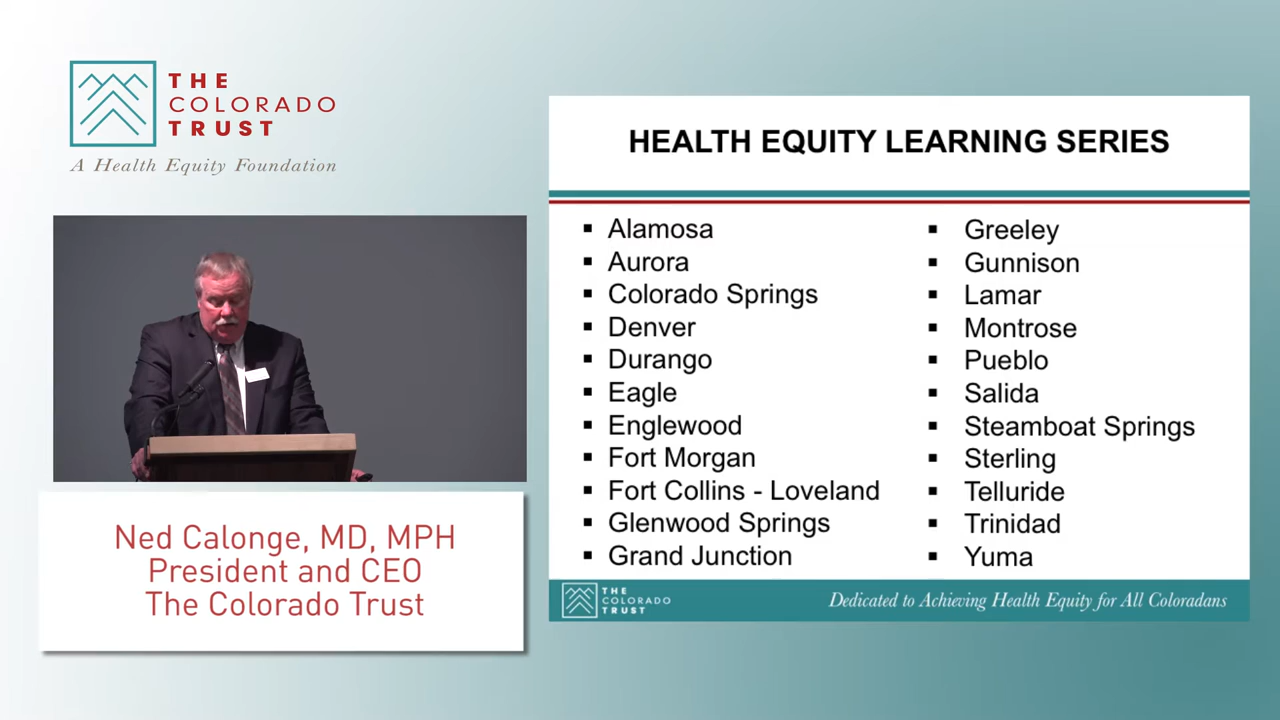 THE
COLORADO
TRUST
A Health Equity Foundation
Ned Calonge, MD, MPH
President and CEO
The Colorado Trust
HEALTH EQUITY LEARNING SERIES
▪ Alamosa
▪ Aurora
▪ Colorado Springs
▪ Denver
▪ Durango
▪ Eagle
▪ Englewood
▪ Fort Morgan
▪ Fort Collins - Loveland
▪ Glenwood Springs
▪ Grand Junction
▪ Greeley
▪ Gunnison
▪ Lamar
▪ Montrose
▪ Pueblo
▪ Salida
▪ Steamboat Springs
▪ Sterling
▪ Telluride
▪ Trinidad
▪ Yuma
THE
COLORADO
TRUST
Dedicated to Achieving Health Equity for All Coloradans